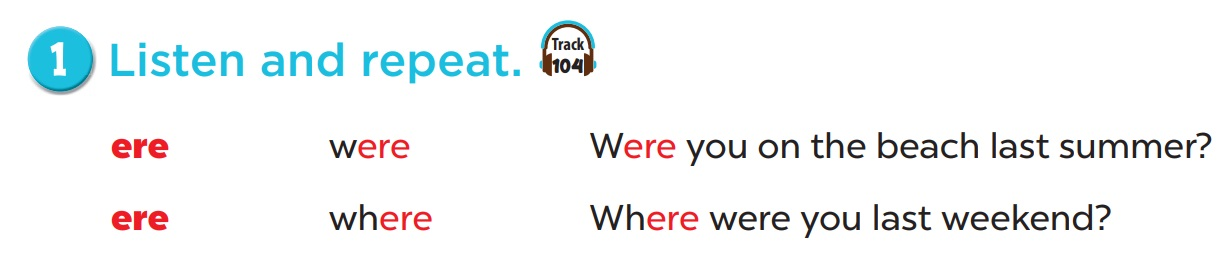 1 Listen and repeat. Track 104
ere were Were you on the beach last summer?
ere where Where were you last weekend?